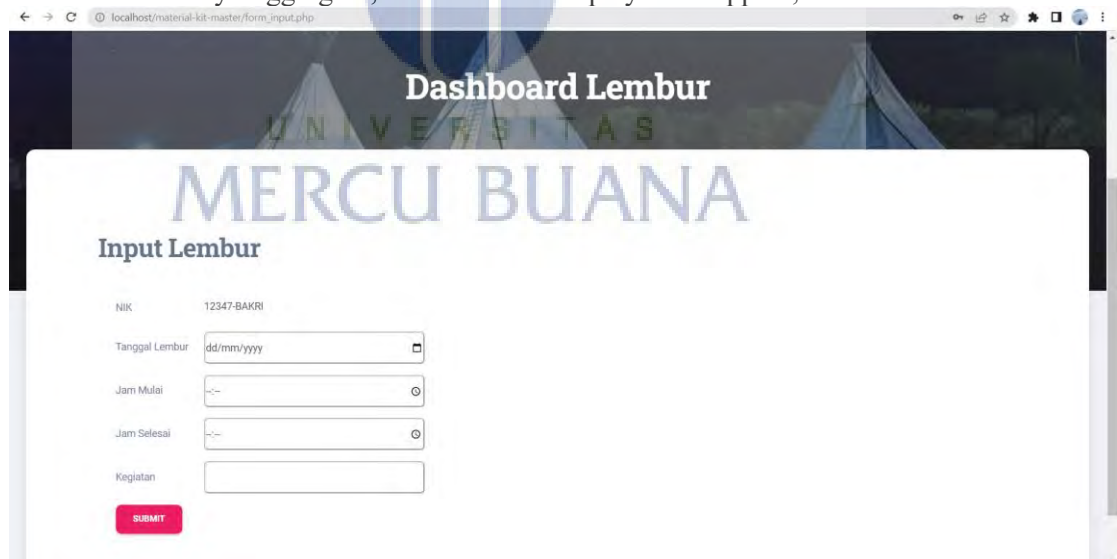 localhost/material-kit-master/form_input.php
Dashboard Lembur
UNIVERSITAS
MERCU BUANA
Input Lembur
NIK 12347-BAKRI
Tanggal Lembur dd/mm/yyyy
Jam Mulai --:--
Jam Selesai --:--
Kegiatan
SUBMIT